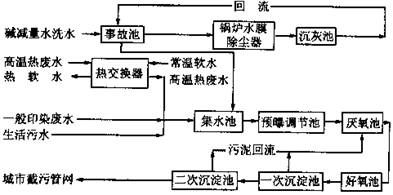 回 流
碱减量水洗水
事故池
锅炉水膜
除尘器
沉灰池
高温热废水
常温软水
热 软 水
热交换器
高温热废水
一般印染废水
生活污水
集水池
预曝调节池
厌氧池
污泥回流
城市截污管网
二次沉淀池
一次沉淀池
好氧池